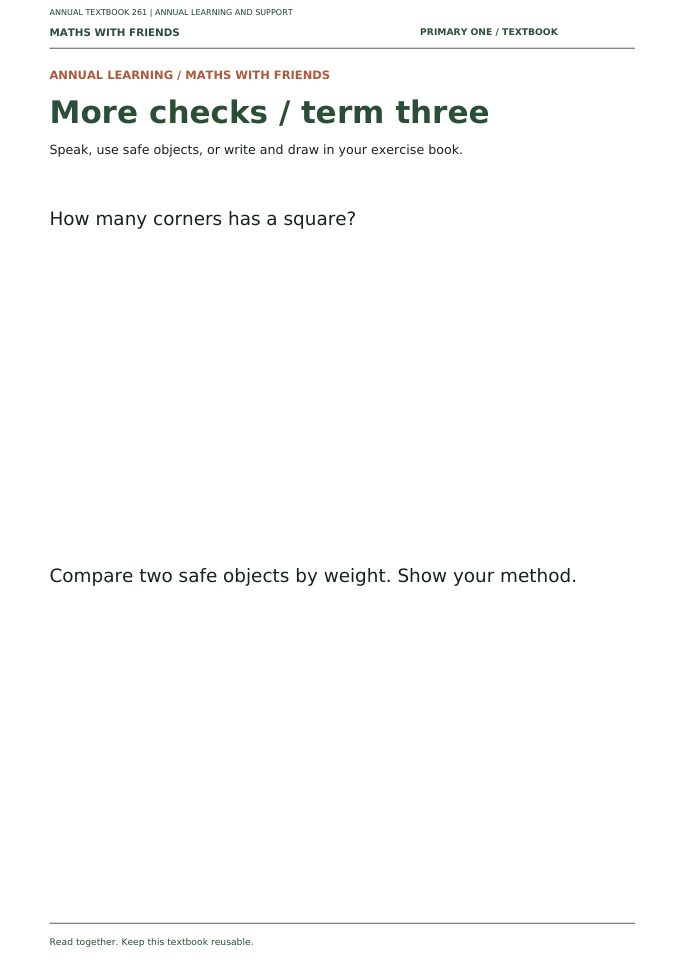 ANNUAL TEXTBOOK 261 | ANNUAL LEARNING AND SUPPORT
MATHS WITH FRIENDS
PRIMARY ONE / TEXTBOOK
ANNUAL LEARNING / MATHS WITH FRIENDS
More checks / term three
Speak, use safe objects, or write and draw in your exercise book.
How many corners has a square?
Compare two safe objects by weight. Show your method.
Read together. Keep this textbook reusable.